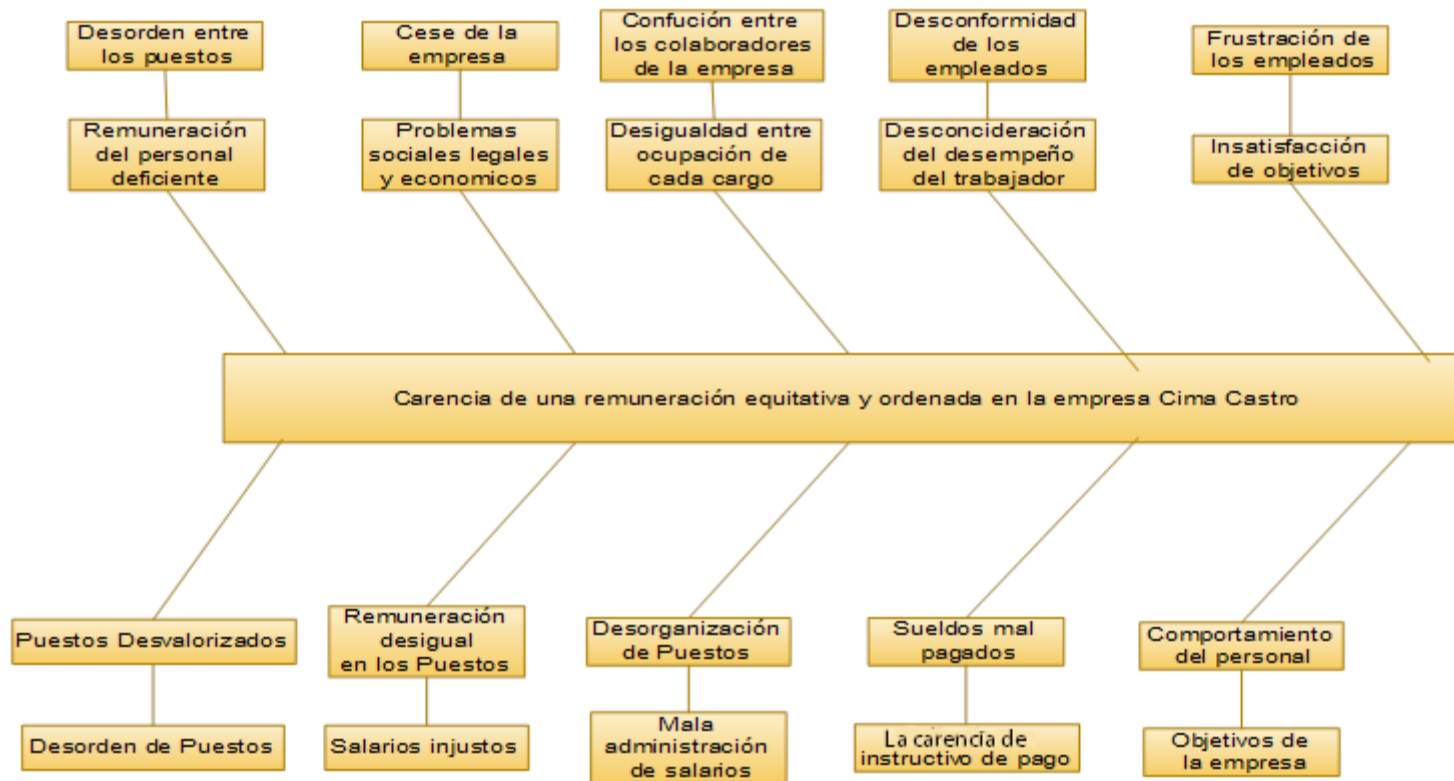 Desorden entre
los puestos
Cese de la
empresa
Confución entre
los colaboradores
de la empresa
Desconformidad
de los
empleados
Frustración de
los empleados
Remuneración
del personal
deficiente
Problemas
sociales legales
y economicos
Desigualdad entre
ocupación de
cada cargo
Desconcideración
del desempeño
del trabajador
Insatisfacción
de objetivos
Carencia de una remuneración equitativa y ordenada en la empresa Cima Castro
Puestos Desvalorizados
Remuneración
desigual
en los Puestos
Desorganización
de Puestos
Sueldos mal
pagados
Comportamiento
del personal
Desorden de Puestos
Salarios injustos
Mala
administración
de salarios
La carencia de
instructivo de pago
Objetivos de
la empresa